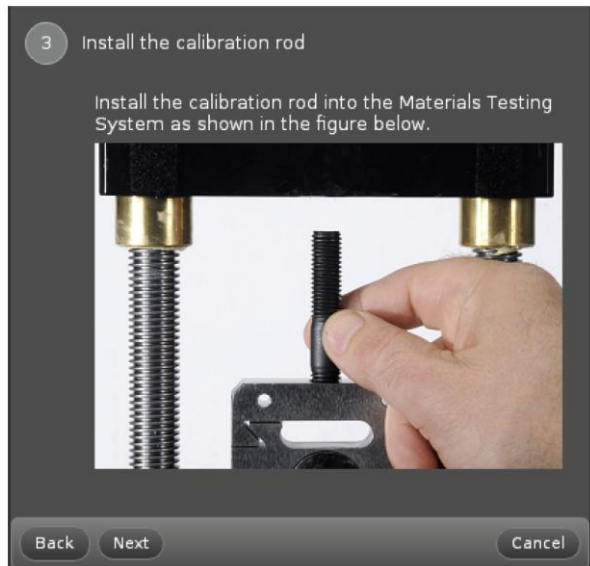 3 Install the calibration rod
Install the calibration rod into the Materials Testing
System as shown in the figure below.
Back Next Cancel